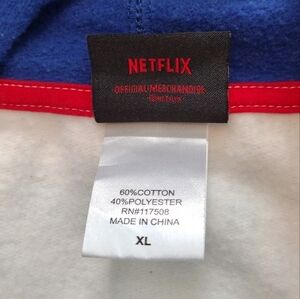 NETFLIX
OFFICIAL MERCHANDISE
60%COTTON
40%POLYESTER
RN#117508
MADE IN CHINA
XL